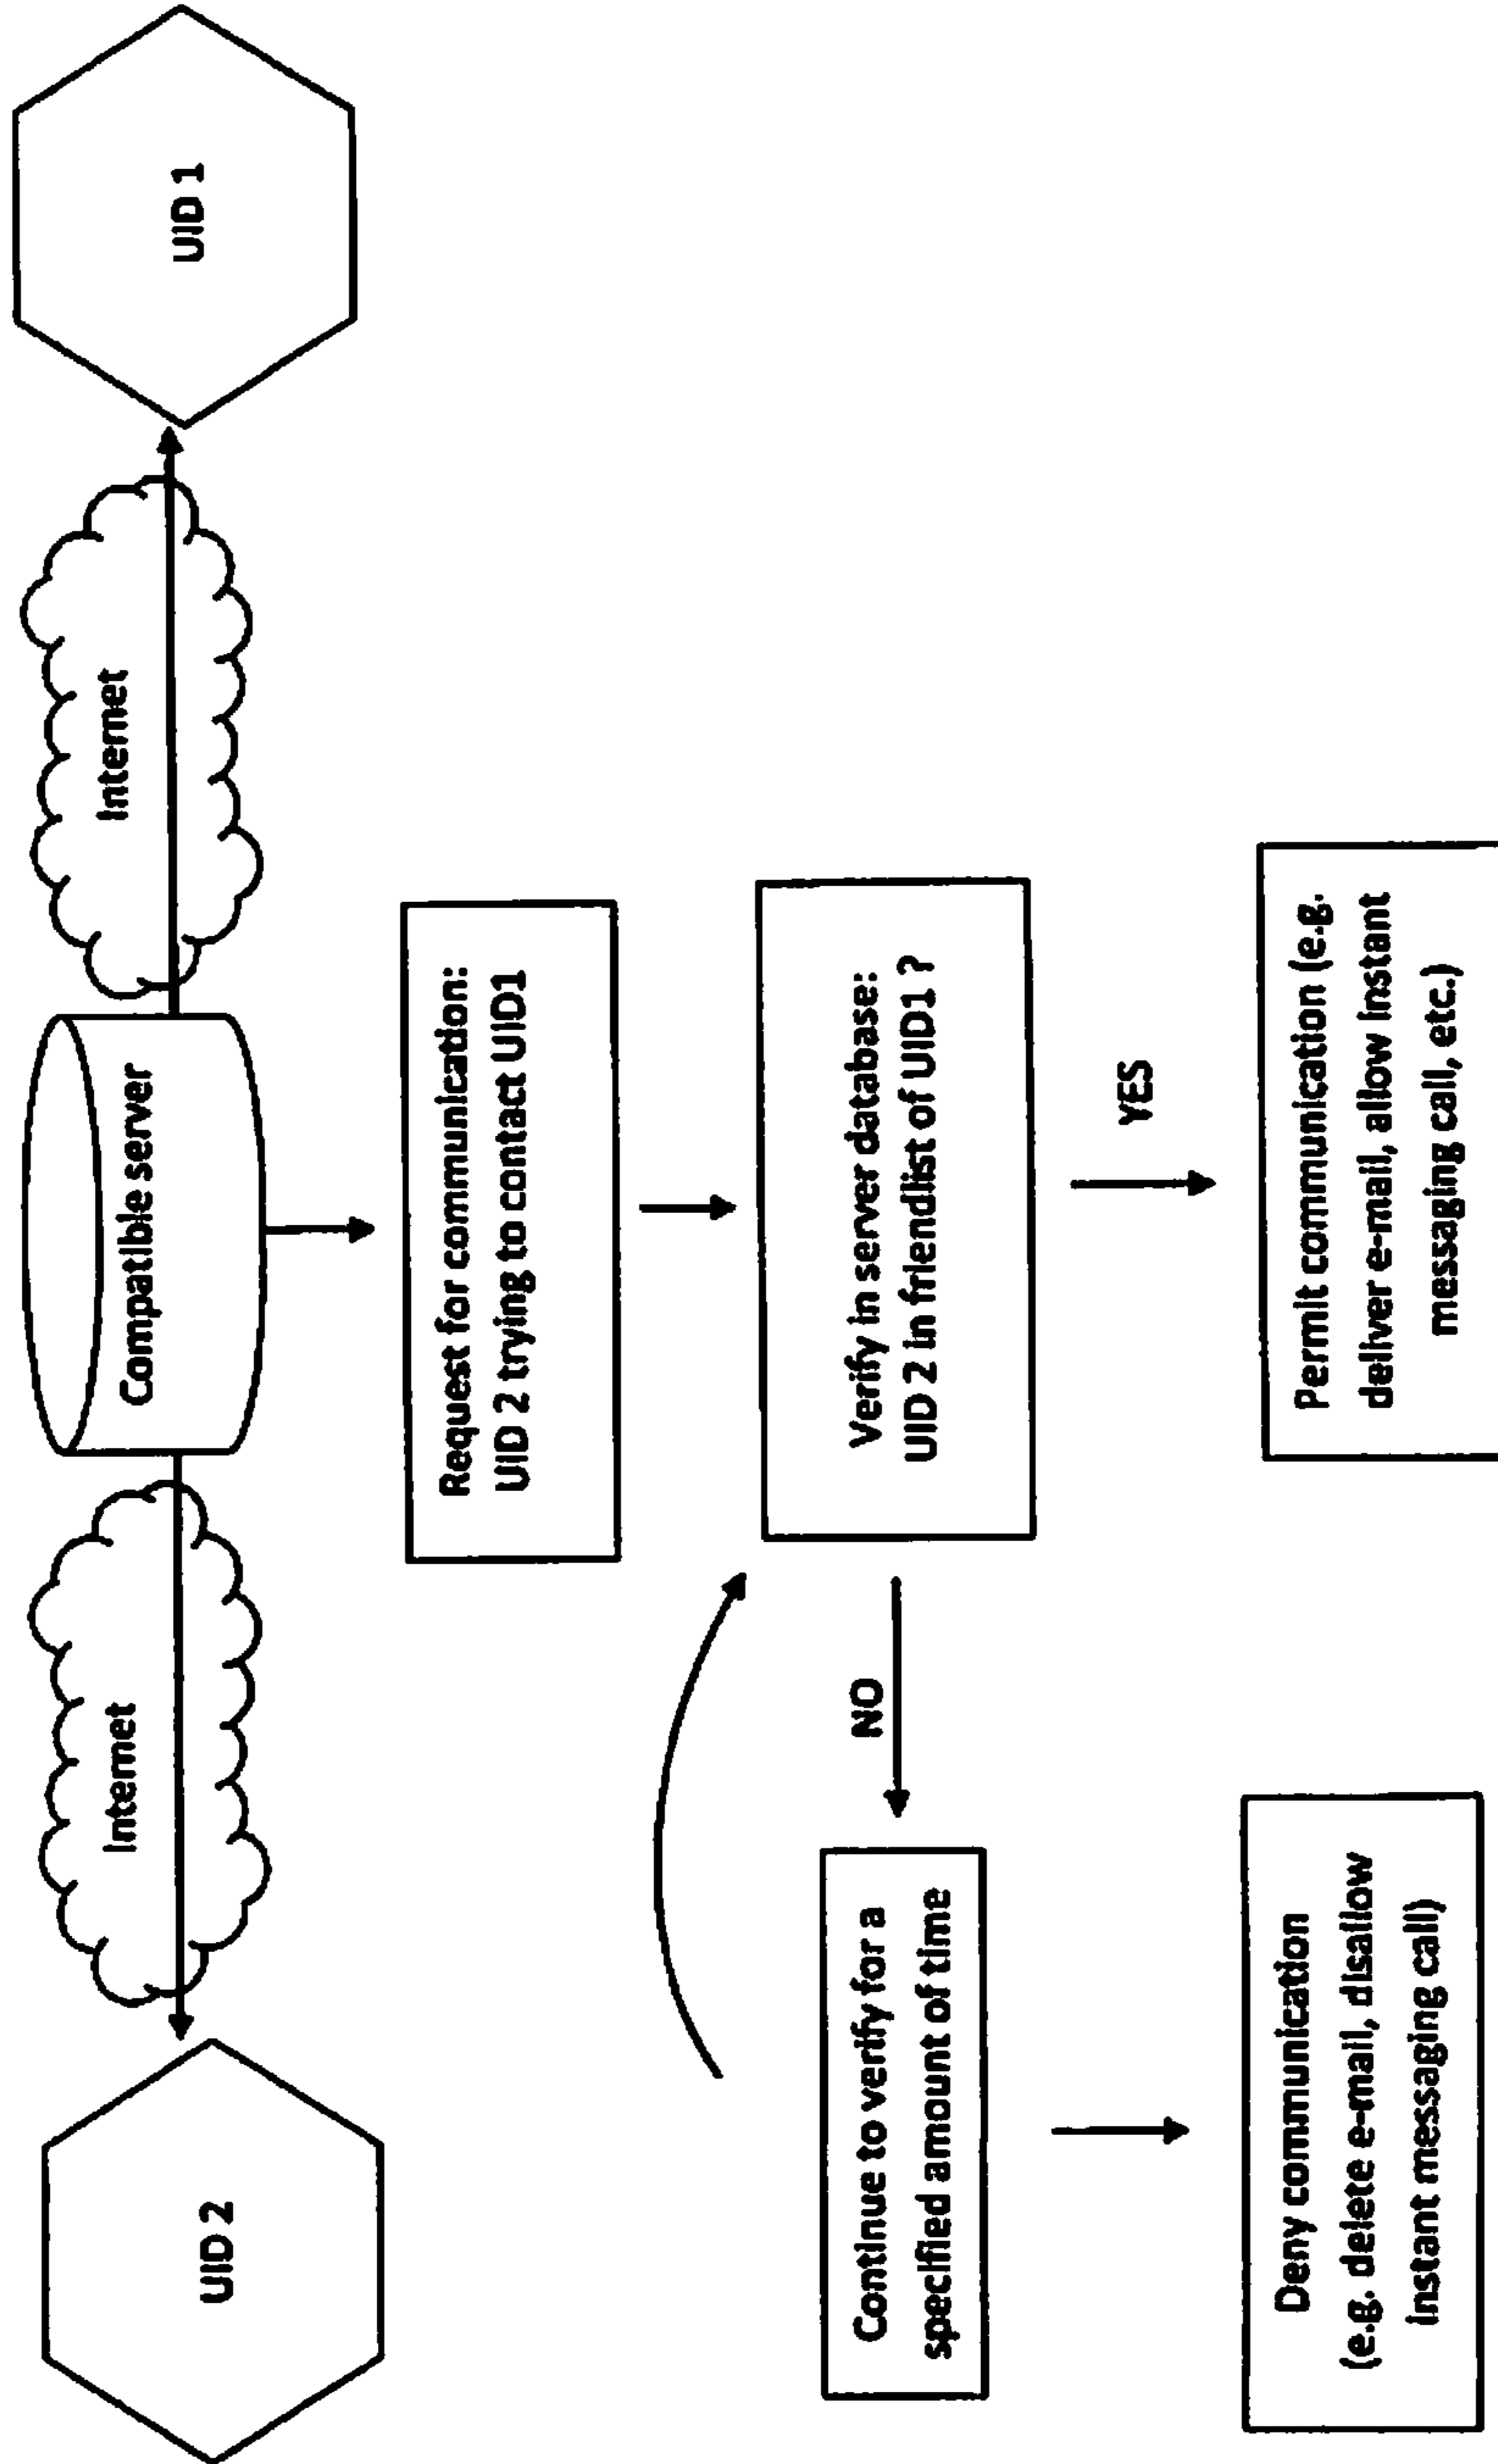 UID 2
Internet
Compatible server
Internet
UID 1
Request for communication:
UID 2 trying to contact UID1
Verify in server database:
UID 2 in friendlist of UID1 ?
NO
YES
Continue to verify for a
specified amount of time
Deny communication
(e.g. delete e-mail, disallow
instant messaging call)
Permit communication (e.g.
deliver e-mail, allow instant
messaging call, etc.)